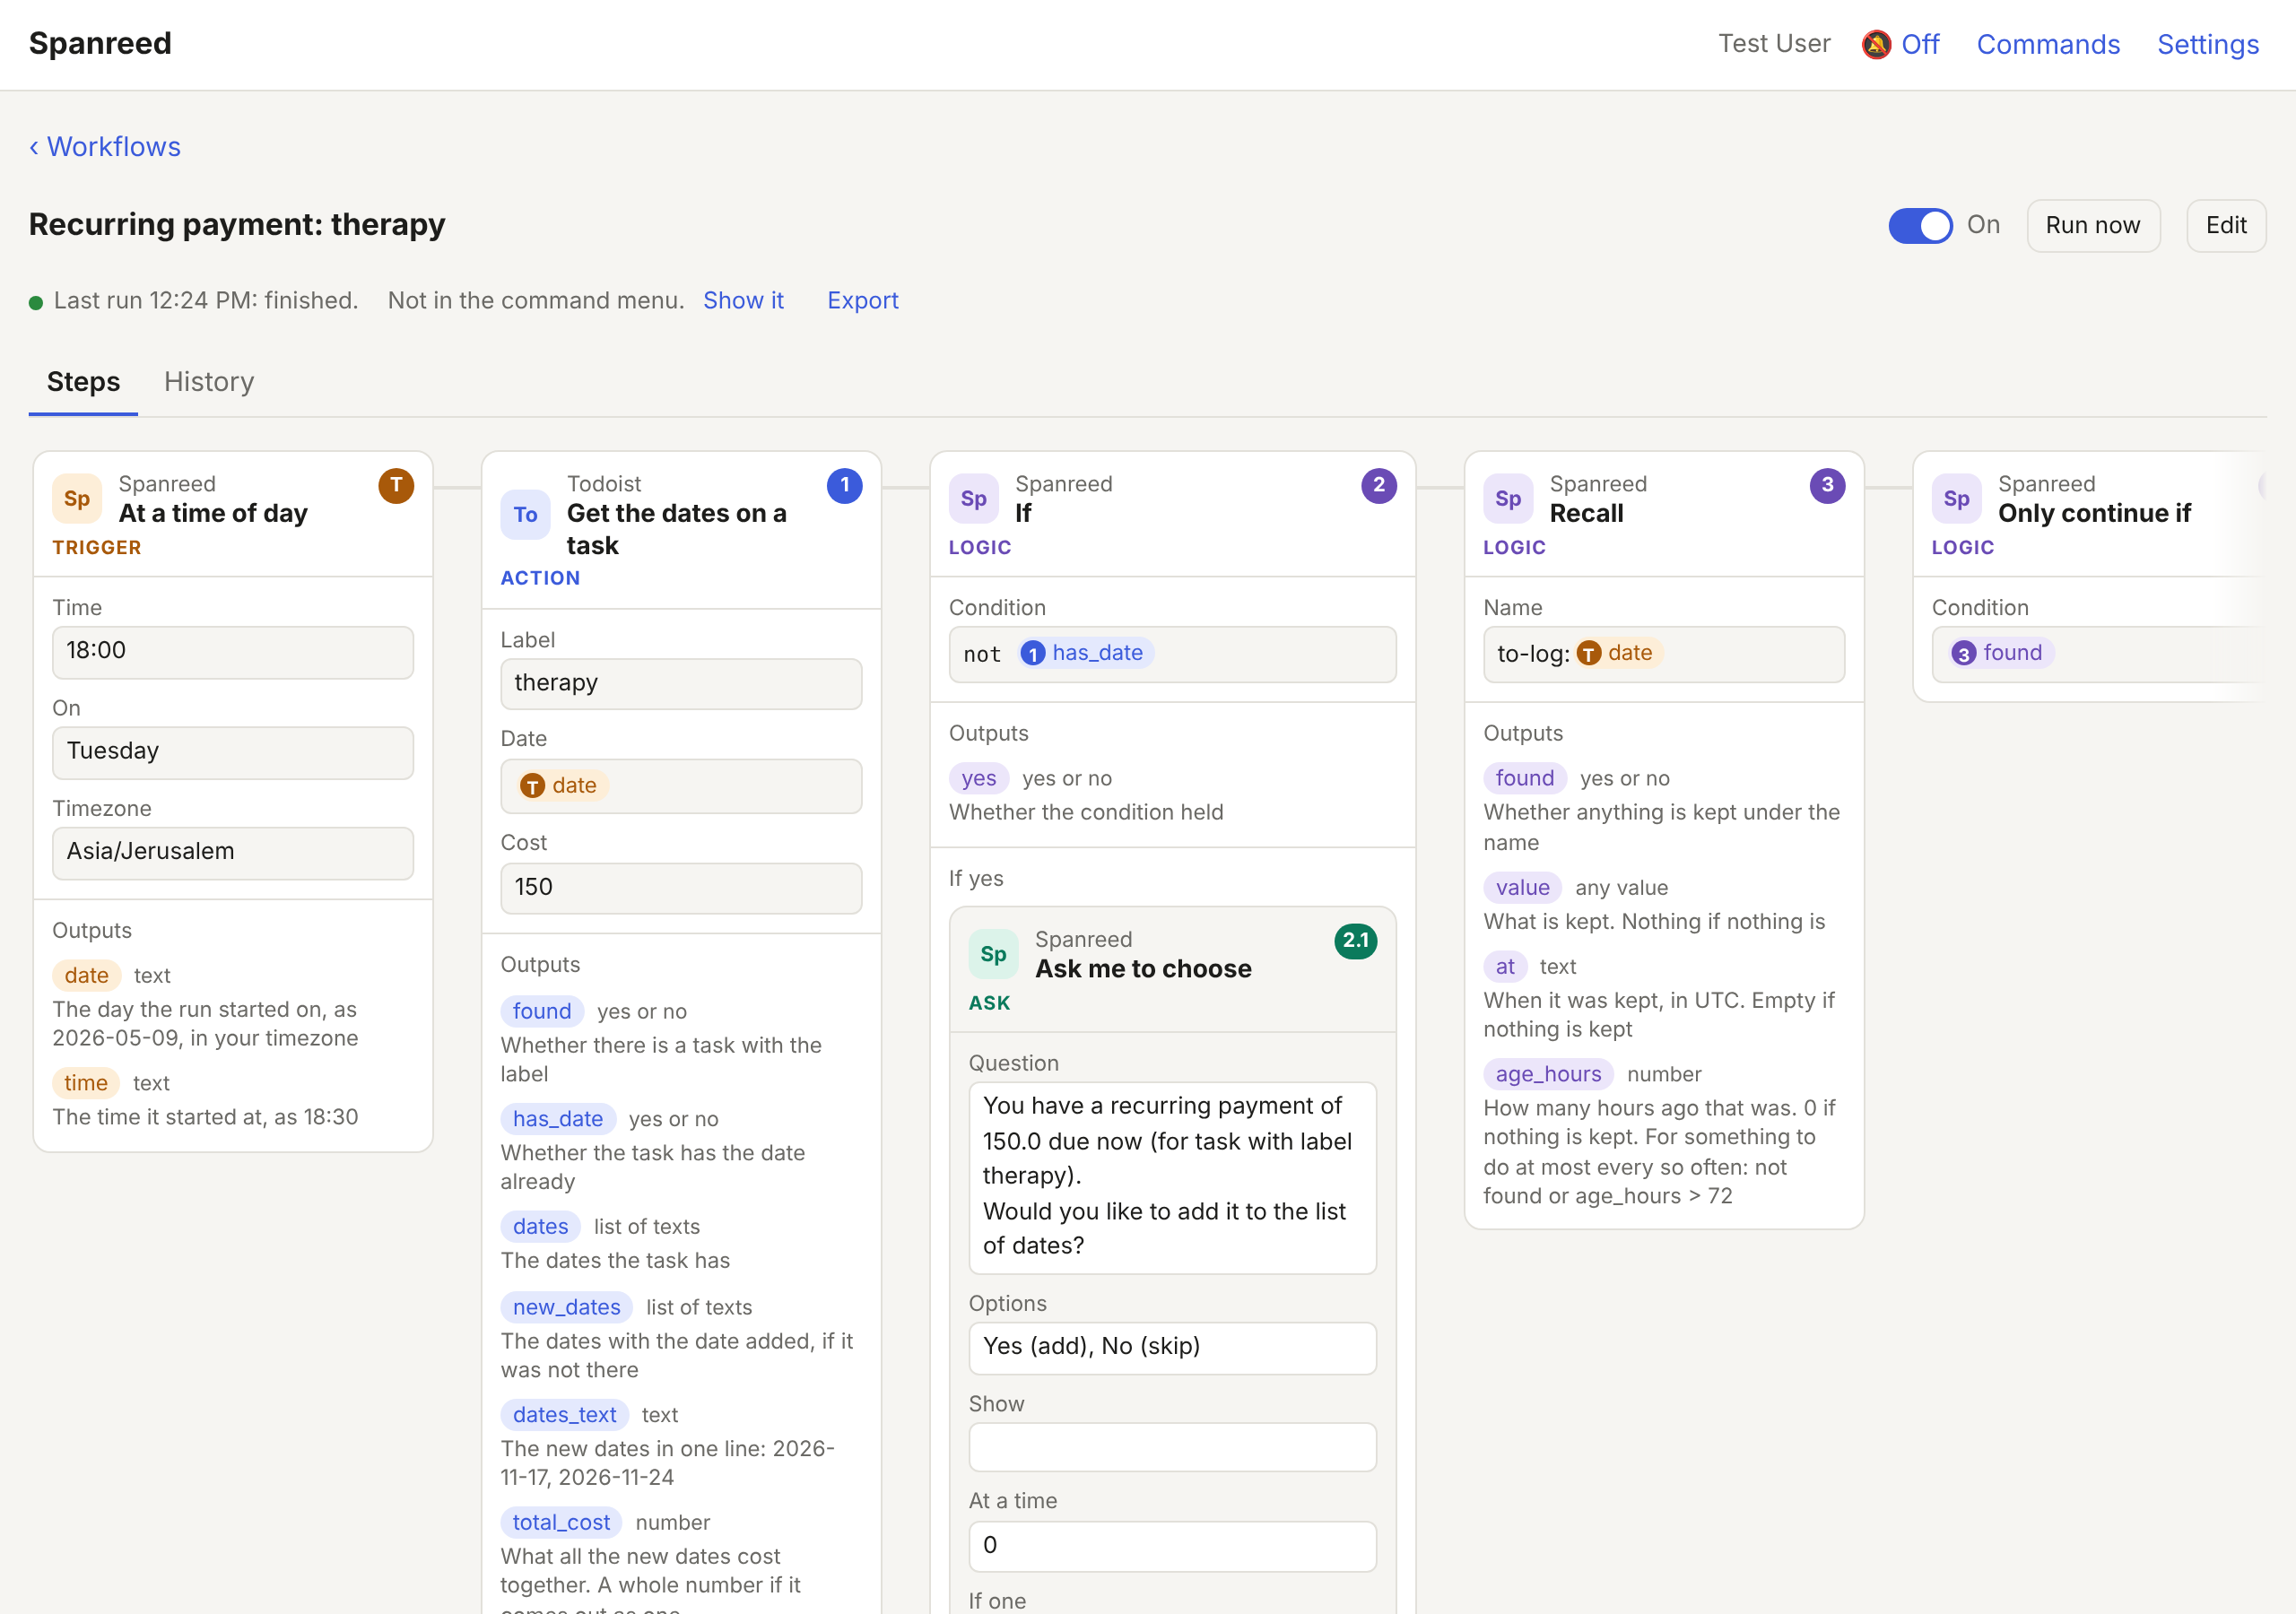 Spanreed
Test User
Off
Commands
Settings
‹ Workflows
Recurring payment: therapy
On
Run now
Edit
Last run 12:24 PM: finished.
Not in the command menu.
Show it
Export
Steps
History
Sp
Spanreed
At a time of day
T
TRIGGER
Time
18:00
On
Tuesday
Timezone
Asia/Jerusalem
Outputs
date text
The day the run started on, as
2026-05-09, in your timezone
time text
The time it started at, as 18:30
To
Todoist
Get the dates on a
task
1
ACTION
Label
therapy
Date
T date
Cost
150
Outputs
found yes or no
Whether there is a task with the
label
has_date yes or no
Whether the task has the date
already
dates list of texts
The dates the task has
new_dates list of texts
The dates with the date added, if it
was not there
dates_text text
The new dates in one line: 2026-
11-17, 2026-11-24
total_cost number
What all the new dates cost
together. A whole number if it
Sp
Spanreed
If
2
LOGIC
Condition
not 1 has_date
Outputs
yes yes or no
Whether the condition held
If yes
Sp
Spanreed
Ask me to choose
2.1
ASK
Question
You have a recurring payment of
150.0 due now (for task with label
therapy).
Would you like to add it to the list
of dates?
Options
Yes (add), No (skip)
Show
At a time
0
If one
Sp
Spanreed
Recall
3
LOGIC
Name
to-log: T date
Outputs
found yes or no
Whether anything is kept under the
name
value any value
What is kept. Nothing if nothing is
at text
When it was kept, in UTC. Empty if
nothing is kept
age_hours number
How many hours ago that was. 0 if
nothing is kept. For something to
do at most every so often: not
found or age_hours > 72
Sp
Spanreed
Only continue if
LOGIC
Condition
3 found